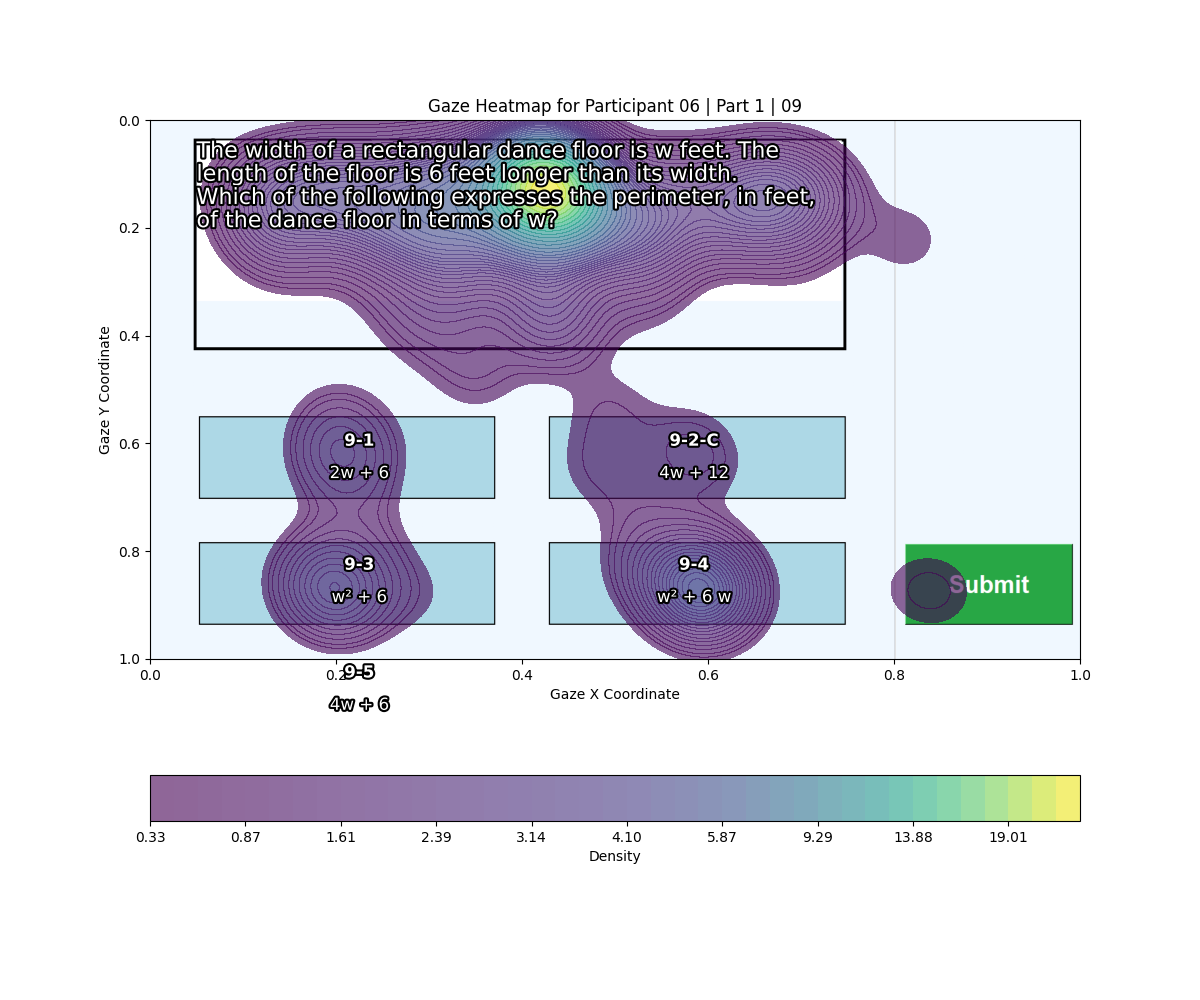 Gaze Heatmap for Participant 06 | Part 1 | 09
0.0
0.2
0.4
0.6
0.8
1.0
Gaze Y Coordinate
The width of a rectangular dance floor is w feet. The
length of the floor is 6 feet longer than its width.
Which of the following expresses the perimeter, in feet,
of the dance floor in terms of w?
9-1
2w + 6
9-2-C
4w + 12
9-3
w² + 6
9-4
w² + 6 w
Submit
0.0
0.2
0.4
0.6
0.8
1.0
9-5
4w + 6
Gaze X Coordinate
0.33
0.87
1.61
2.39
3.14
4.10
5.87
9.29
13.88
19.01
Density